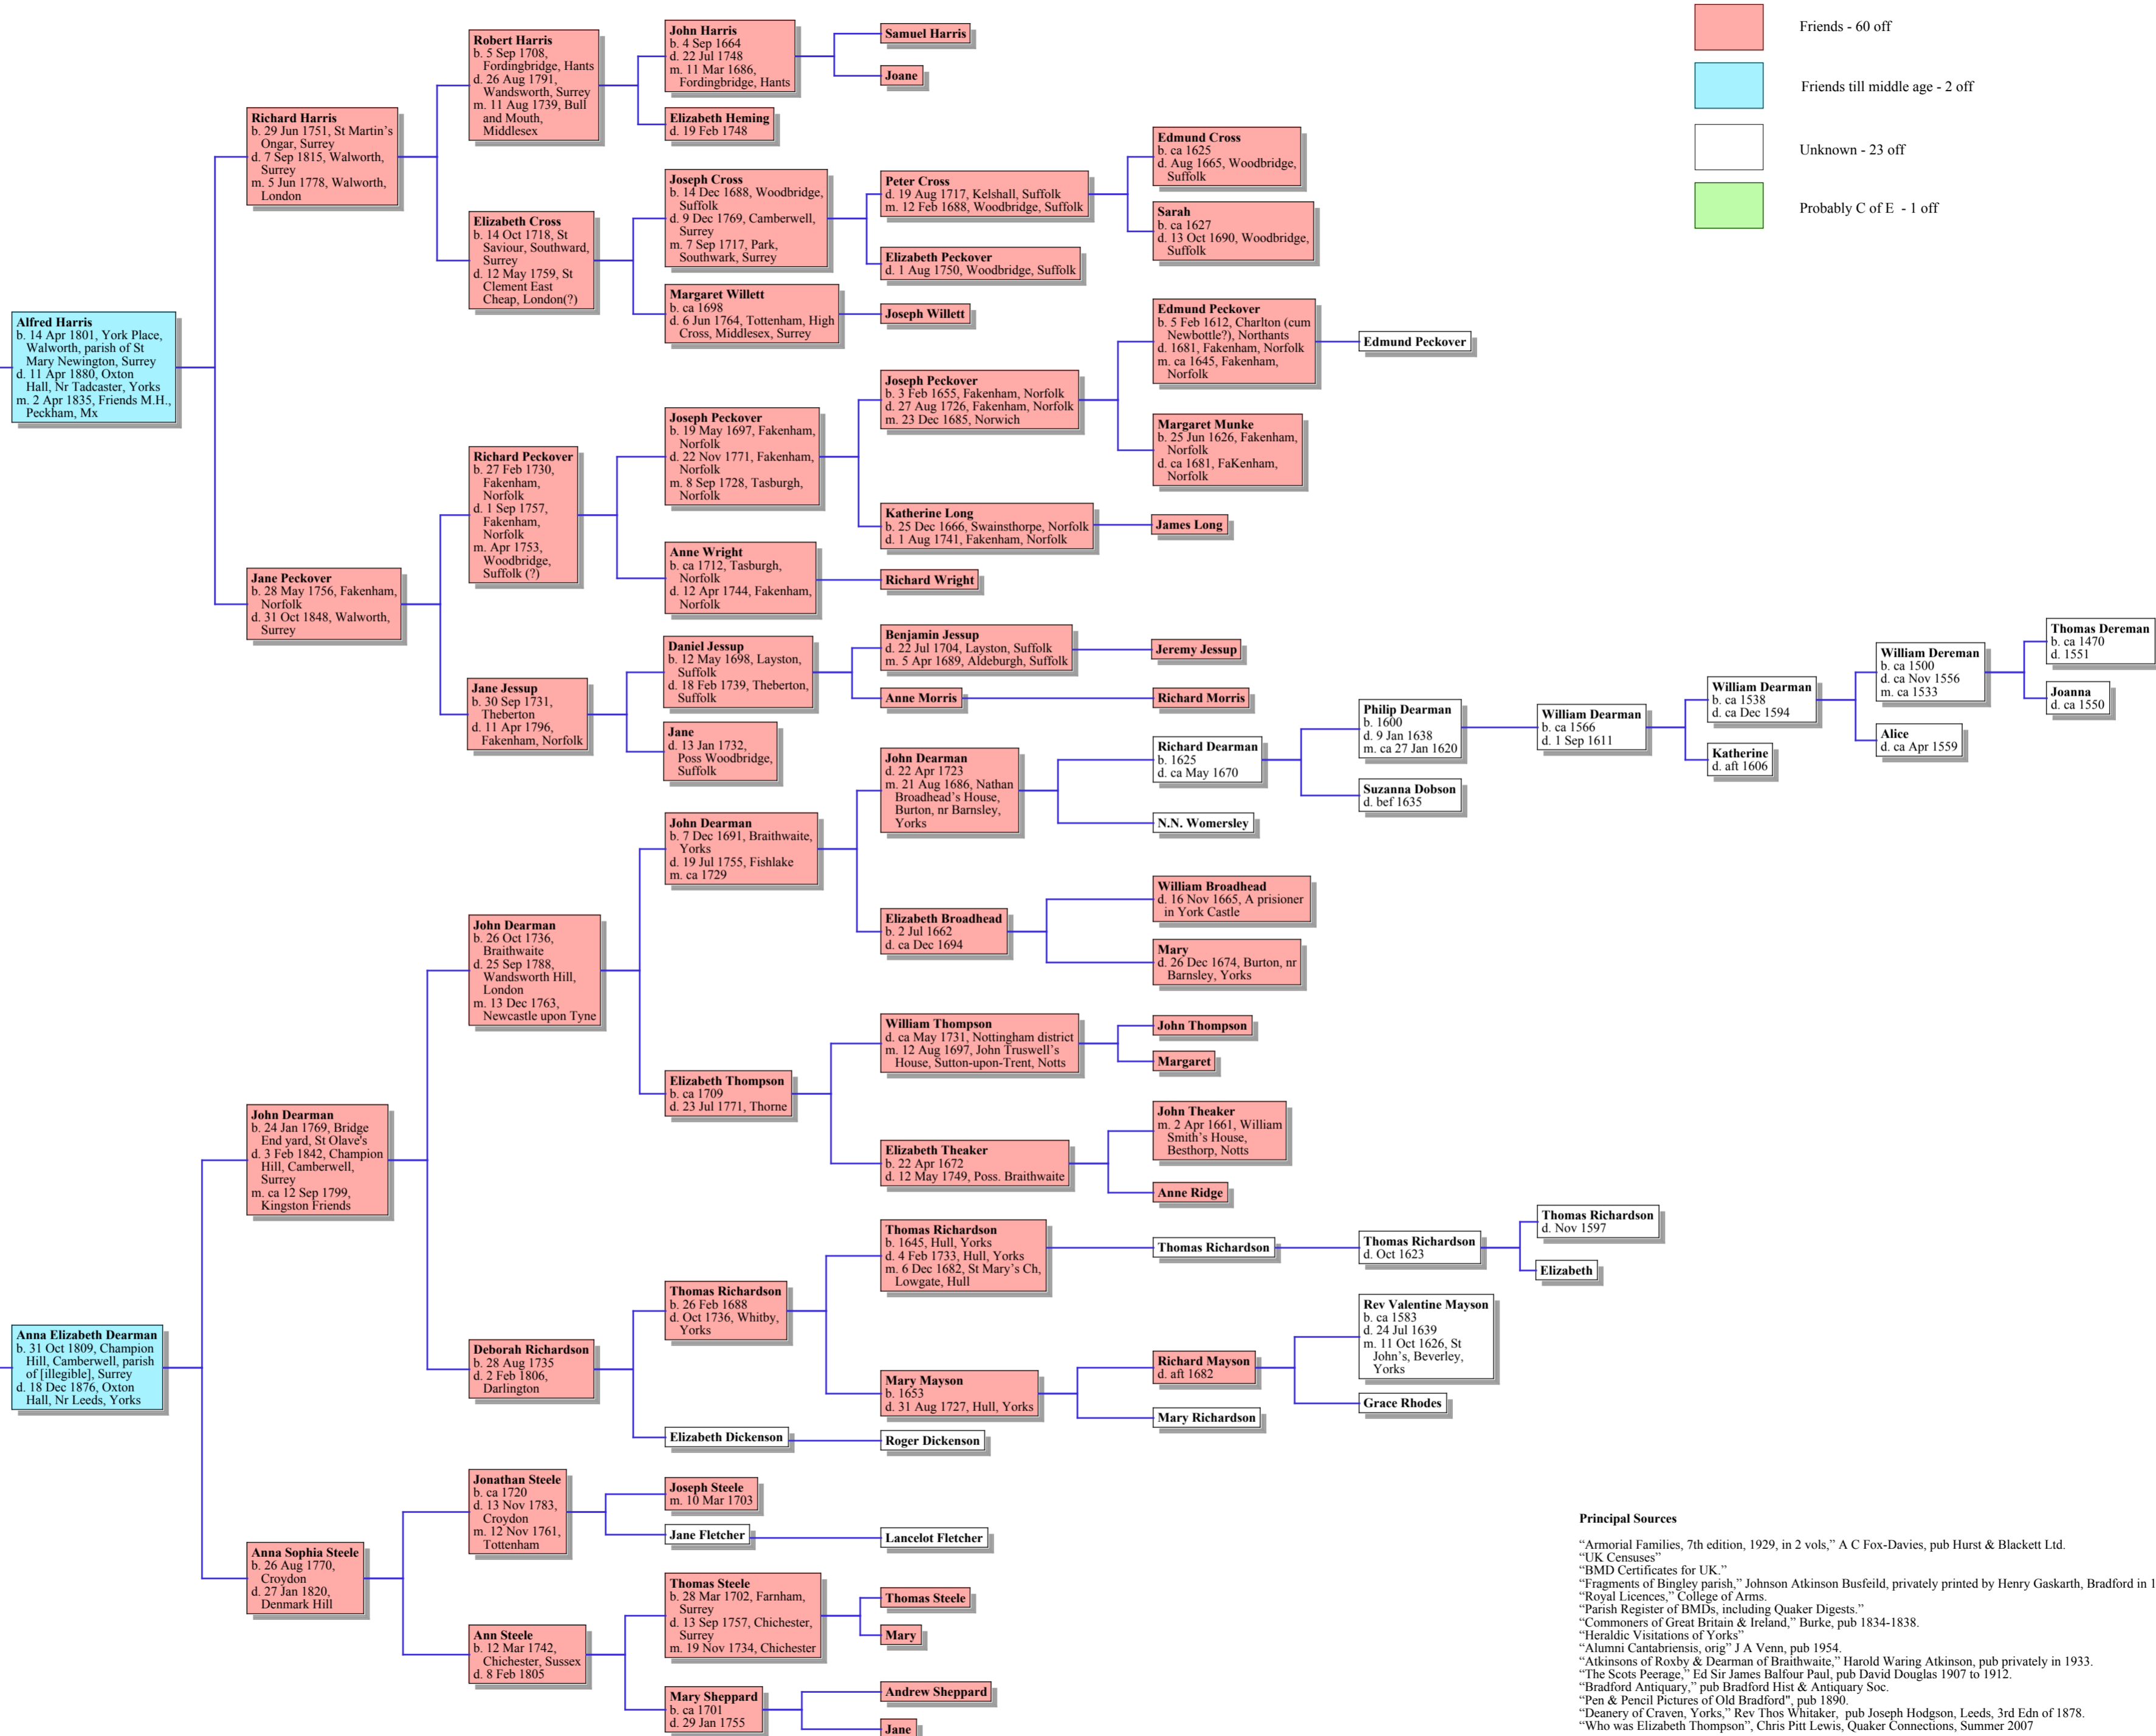 Friends - 60 off
Friends till middle age - 2 off
Unknown - 23 off
Probably C of E - 1 off
Alfred Harris
b. 14 Apr 1801, York Place,
Walworth, parish of St
Mary Newington, Surrey
d. 11 Apr 1880, Oxton
Hall, Nr Tadcaster, Yorks
m. 2 Apr 1835, Friends M.H.,
Peckham, Mx
Anna Elizabeth Dearman
b. 31 Oct 1809, Champion
Hill, Camberwell, parish
of [illegible], Surrey
d. 18 Dec 1876, Oxton
Hall, Nr Leeds, Yorks
Richard Harris
b. 29 Jun 1751, St Martin's
Ongar, Surrey
d. 7 Sep 1815, Walworth,
Surrey
m. 5 Jun 1778, Walworth,
London
Jane Peckover
b. 28 May 1756, Fakenham,
Norfolk
d. 31 Oct 1848, Walworth,
Surrey
John Dearman
b. 24 Jan 1769, Bridge
End yard, St Olave's
d. 3 Feb 1842, Champion
Hill, Camberwell,
Surrey
m. ca 12 Sep 1799,
Kingston Friends
Anna Sophia Steele
b. 26 Aug 1770,
Croydon
d. 27 Jan 1820,
Denmark Hill
Robert Harris
b. 5 Sep 1708,
Fordingbridge, Hants
d. 26 Aug 1791,
Wandsworth, Surrey
m. 11 Aug 1739, Bull
and Mouth,
Middlesex
Elizabeth Cross
b. 14 Oct 1718, St
Saviour, Southward,
Surrey
d. 12 May 1759, St
Clement East
Cheap, London(?)
Richard Peckover
b. 27 Feb 1730,
Fakenham,
Norfolk
d. 1 Sep 1757,
Fakenham,
Norfolk
m. Apr 1753,
Woodbridge,
Suffolk (?)
Jane Jessup
b. 30 Sep 1731,
Theberton
d. 11 Apr 1796,
Fakenham, Norfolk
John Dearman
b. 26 Oct 1736,
Braithwaite
d. 25 Sep 1788,
Wandsworth Hill,
London
m. 13 Dec 1763,
Newcastle upon Tyne
Deborah Richardson
b. 28 Aug 1735
d. 2 Feb 1806,
Darlington
Jonathan Steele
b. ca 1720
d. 13 Nov 1783,
Croydon
m. 12 Nov 1761,
Tottenham
Ann Steele
b. 12 Mar 1742,
Chichester, Sussex
d. 8 Feb 1805
John Harris
b. 4 Sep 1664
d. 22 Jul 1748
m. 11 Mar 1686,
Fordingbridge, Hants
Elizabeth Heming
d. 19 Feb 1748
Joseph Cross
b. 14 Dec 1688, Woodbridge,
Suffolk
d. 9 Dec 1769, Camberwell,
Surrey
m. 7 Sep 1717, Park,
Southwark, Surrey
Margaret Willett
b. ca 1698
d. 6 Jun 1764, Tottenham, High
Cross, Middlesex, Surrey
Joseph Peckover
b. 19 May 1697, Fakenham,
Norfolk
d. 22 Nov 1771, Fakenham,
Norfolk
m. 8 Sep 1728, Tasburgh,
Norfolk
Anne Wright
b. ca 1712, Tasburgh,
Norfolk
d. 12 Apr 1744, Fakenham,
Norfolk
Daniel Jessup
b. 12 May 1698, Layston,
Suffolk
d. 18 Feb 1739, Theberton,
Suffolk
Jane
d. 13 Jan 1732,
Poss Woodbridge,
Suffolk
John Dearman
b. 7 Dec 1691, Braithwaite,
Yorks
d. 19 Jul 1755, Fishlake
m. ca 1729
Elizabeth Thompson
b. ca 1709
d. 23 Jul 1771, Thorne
Thomas Richardson
b. 26 Feb 1688
d. Oct 1736, Whitby,
Yorks
Elizabeth Dickenson
Joseph Steele
m. 10 Mar 1703
Jane Fletcher
Thomas Steele
b. 28 Mar 1702, Farnham,
Surrey
d. 13 Sep 1757, Chichester,
Surrey
m. 19 Nov 1734, Chichester
Mary Sheppard
b. ca 1701
d. 29 Jan 1755
Samuel Harris
Joane
Peter Cross
d. 19 Aug 1717, Kelshall, Suffolk
m. 12 Feb 1688, Woodbridge, Suffolk
Elizabeth Peckover
d. 1 Aug 1750, Woodbridge, Suffolk
Joseph Willett
Joseph Peckover
b. 3 Feb 1655, Fakenham, Norfolk
d. 27 Aug 1726, Fakenham, Norfolk
m. 23 Dec 1685, Norwich
Katherine Long
b. 25 Dec 1666, Swainsthorpe, Norfolk
d. 1 Aug 1741, Fakenham, Norfolk
Richard Wright
Benjamin Jessup
d. 22 Jul 1704, Layston, Suffolk
m. 5 Apr 1689, Aldeburgh, Suffolk
Anne Morris
John Dearman
d. 22 Apr 1723
m. 21 Aug 1686, Nathan
Broadhead's House,
Burton, nr Barnsley,
Yorks
Elizabeth Broadhead
b. 2 Jul 1662
d. ca Dec 1694
William Thompson
d. ca May 1731, Nottingham district
m. 12 Aug 1697, John Truswell's
House, Sutton-upon-Trent, Notts
Elizabeth Theaker
b. 22 Apr 1672
d. 12 May 1749, Poss. Braithwaite
Thomas Richardson
b. 1645, Hull, Yorks
d. 4 Feb 1733, Hull, Yorks
m. 6 Dec 1682, St Mary's Ch,
Lowgate, Hull
Mary Mayson
b. 1653
d. 31 Aug 1727, Hull, Yorks
Roger Dickenson
Lancelot Fletcher
Thomas Steele
Mary
Andrew Sheppard
Jane
Edmund Cross
b. ca 1625
d. Aug 1665, Woodbridge,
Suffolk
Sarah
b. ca 1627
d. 13 Oct 1690, Woodbridge,
Suffolk
Edmund Peckover
b. 5 Feb 1612, Charlton (cum
Newbottle?), Northants
d. 1681, Fakenham, Norfolk
m. ca 1645, Fakenham,
Norfolk
Margaret Munke
b. 25 Jun 1626, Fakenham,
Norfolk
d. ca 1681, FaKenham,
Norfolk
James Long
Jeremy Jessup
Richard Morris
Richard Dearman
b. 1625
d. ca May 1670
N.N. Womersley
William Broadhead
d. 16 Nov 1665, A prisioner
in York Castle
Mary
d. 26 Dec 1674, Burton, nr
Barnsley, Yorks
John Thompson
Margaret
John Theaker
m. 2 Apr 1661, William
Smith's House,
Besthorp, Notts
Anne Ridge
Thomas Richardson
Richard Mayson
d. aft 1682
Mary Richardson
Edmund Peckover
Philip Dearman
b. 1600
d. 9 Jan 1638
m. ca 27 Jan 1620
Suzanna Dobson
d. bef 1635
Thomas Richardson
d. Oct 1623
Rev Valentine Mayson
b. ca 1583
d. 24 Jul 1639
m. 11 Oct 1626, St
John's, Beverley,
Yorks
Grace Rhodes
William Dearman
b. ca 1566
d. 1 Sep 1611
Thomas Richardson
d. Nov 1597
Elizabeth
William Dearman
b. ca 1538
d. ca Dec 1594
Katherine
d. aft 1606
William Dereman
b. ca 1500
d. ca Nov 1556
m. ca 1533
Alice
d. ca Apr 1559
Thomas Dereman
b. ca 1470
d. 1551
Joanna
d. ca 1550
Principal Sources
“Armorial Families, 7th edition, 1929, in 2 vols,” A C Fox-Davies, pub Hurst & Blackett Ltd.
“UK Censuses”
“BMD Certificates for UK.”
“Fragments of Bingley parish,” Johnson Atkinson Busfeild, privately printed by Henry Gaskarth, Bradford in 1
“Royal Licences,” College of Arms.
“Parish Register of BMDs, including Quaker Digests.”
“Commoners of Great Britain & Ireland,” Burke, pub 1834-1838.
“Heraldic Visitations of Yorks”
“Alumni Cantabriensis, orig” J A Venn, pub 1954.
“Atkinsons of Roxby & Dearman of Braithwaite,” Harold Waring Atkinson, pub privately in 1933.
“The Scots Peerage,” Ed Sir James Balfour Paul, pub David Douglas 1907 to 1912.
“Bradford Antiquary,” pub Bradford Hist & Antiquary Soc.
“Pen & Pencil Pictures of Old Bradford", pub 1890.
“Deanery of Craven, Yorks,” Rev Thos Whitaker, pub Joseph Hodgson, Leeds, 3rd Edn of 1878.
“Who was Elizabeth Thompson”, Chris Pitt Lewis, Quaker Connections, Summer 2007